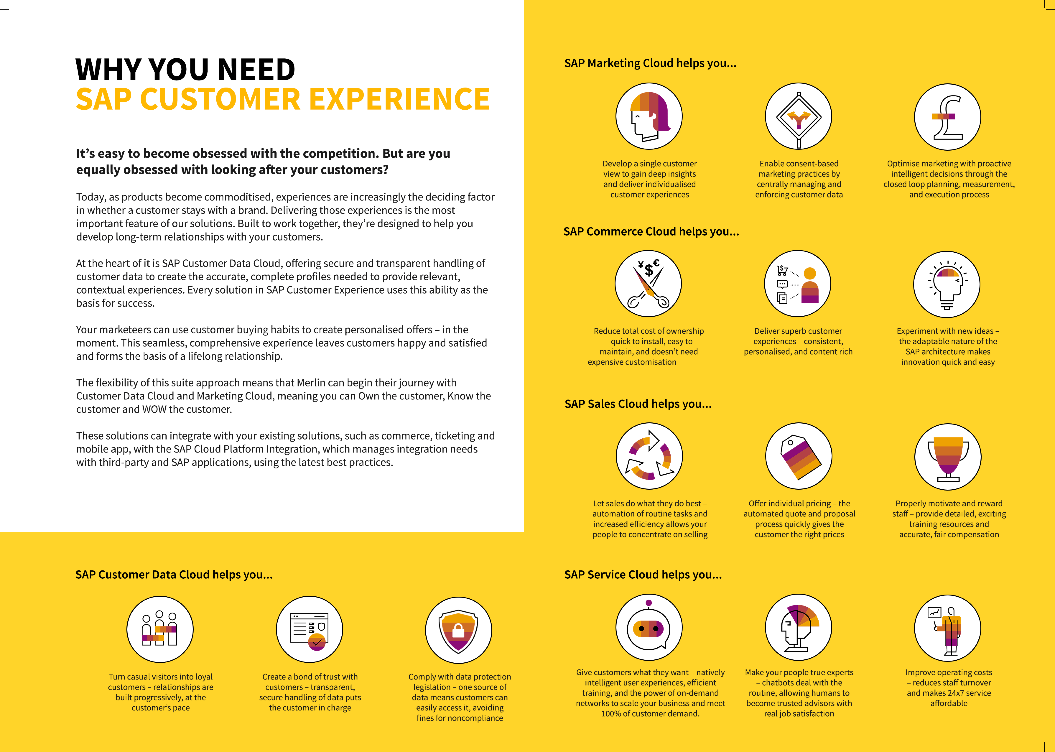 WHY YOU NEED
SAP CUSTOMER EXPERIENCE
It's easy to become obsessed with the competition. But are you
equally obsessed with looking after your customers?
Today, as products become commoditised, experiences are increasingly the deciding factor
in whether a customer stays with a brand. Delivering those experiences is the most
important feature of our solutions. Built to work together, they're designed to help you
develop long-term relationships with your customers.
At the heart of it is SAP Customer Data Cloud, offering secure and transparent handling of
customer data to create the accurate, complete profiles needed to provide relevant,
contextual experiences. Every solution in SAP Customer Experience uses this ability as the
basis for success.
Your marketeers can use customer buying habits to create personalised offers – in the
moment. This seamless, comprehensive experience leaves customers happy and satisfied
and forms the basis of a lifelong relationship.
The flexibility of this suite approach means that Merlin can begin their journey with
Customer Data Cloud and Marketing Cloud, meaning you can Own the customer, Know the
customer and WOW the customer.
These solutions can integrate with your existing solutions, such as commerce, ticketing and
mobile app, with the SAP Cloud Platform Integration, which manages integration needs
with third-party and SAP applications, using the latest best practices.
SAP Customer Data Cloud helps you...
Turn casual visitors into loyal
customers – relationships are
built progressively, at the
customer's pace
Create a bond of trust with
customers – transparent,
secure handling of data puts
the customer in charge
Comply with data protection
legislation – one source of
data means customers can
easily access it, avoiding
fines for noncompliance
SAP Marketing Cloud helps you...
£
Develop a single customer
view to gain deep insights
and deliver individualised
customer experiences
Enable consent-based
marketing practices by
centrally managing and
enforcing customer data
Optimise marketing with proactive
intelligent decisions through the
closed loop planning, measurement,
and execution process
SAP Commerce Cloud helps you...
¥$€
Reduce total cost of ownership
quick to install, easy to
maintain, and doesn't need
expensive customisation
Deliver superb customer
experiences consistent,
personalised, and content rich
Experiment with new ideas –
the adaptable nature of the
SAP architecture makes
innovation quick and easy
SAP Sales Cloud helps you...
Let sales do what they do best
automation of routine tasks and
increased efficiency allows your
people to concentrate on selling
Offer individual pricing the
automated quote and proposal
process quickly gives the
customer the right prices
Properly motivate and reward
staff – provide detailed, exciting
training resources and
accurate, fair compensation
SAP Service Cloud helps you...
Give customers what they want natively
intelligent user experiences, efficient
training, and the power of on-demand
networks to scale your business and meet
100% of customer demand.
Make your people true experts
– chatbots deal with the
routine, allowing humans to
become trusted advisors with
real job satisfaction
Improve operating costs
– reduces staff turnover
and makes 24x7 service
affordable